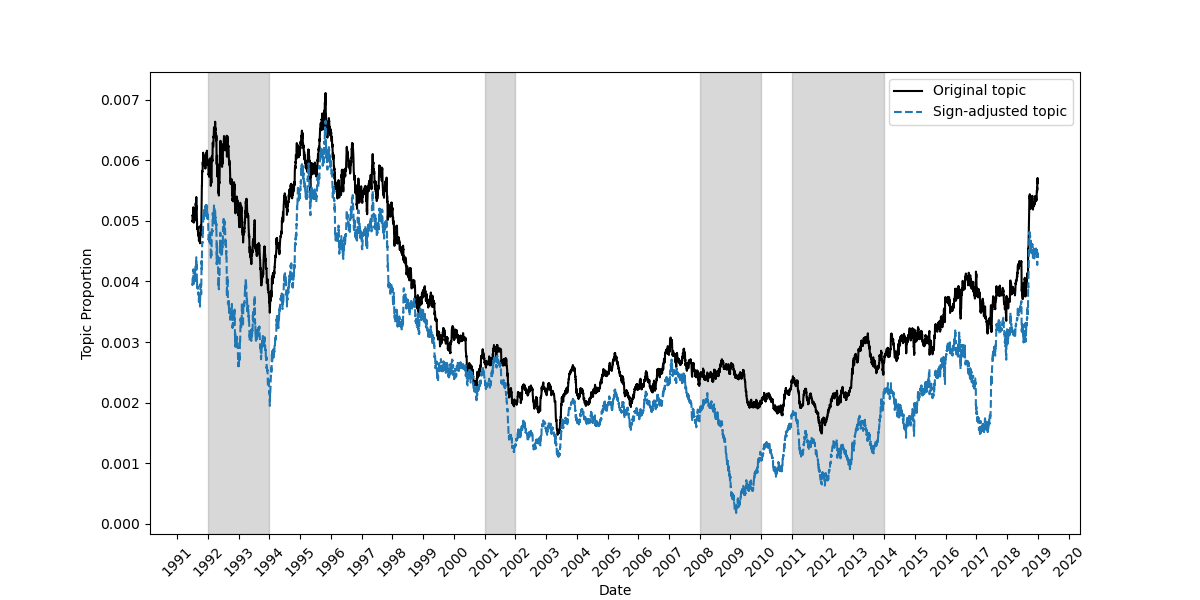 Original topic
Sign-adjusted topic
Topic Proportion
0.007
0.006
0.005
0.004
0.003
0.002
0.001
0.000
1991 1992 1993 1994 1995 1996 1997 1998 1999 2000 2001 2002 2003 2004 2005 2006 2007 2008 2009 2010 2011 2012 2013 2014 2015 2016 2017 2018 2019 2020
Date